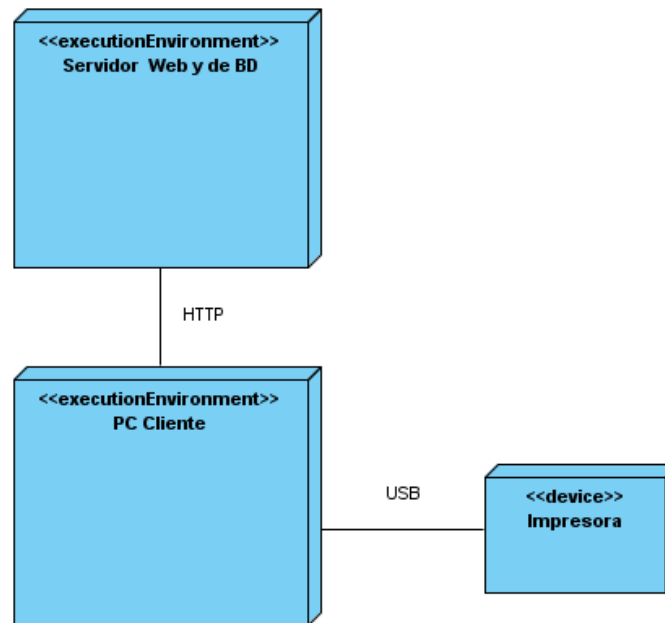 <<executionEnvironment>>
Servidor Web y de BD
HTTP
<<executionEnvironment>>
PC Cliente
USB
<<device>>
Impresora